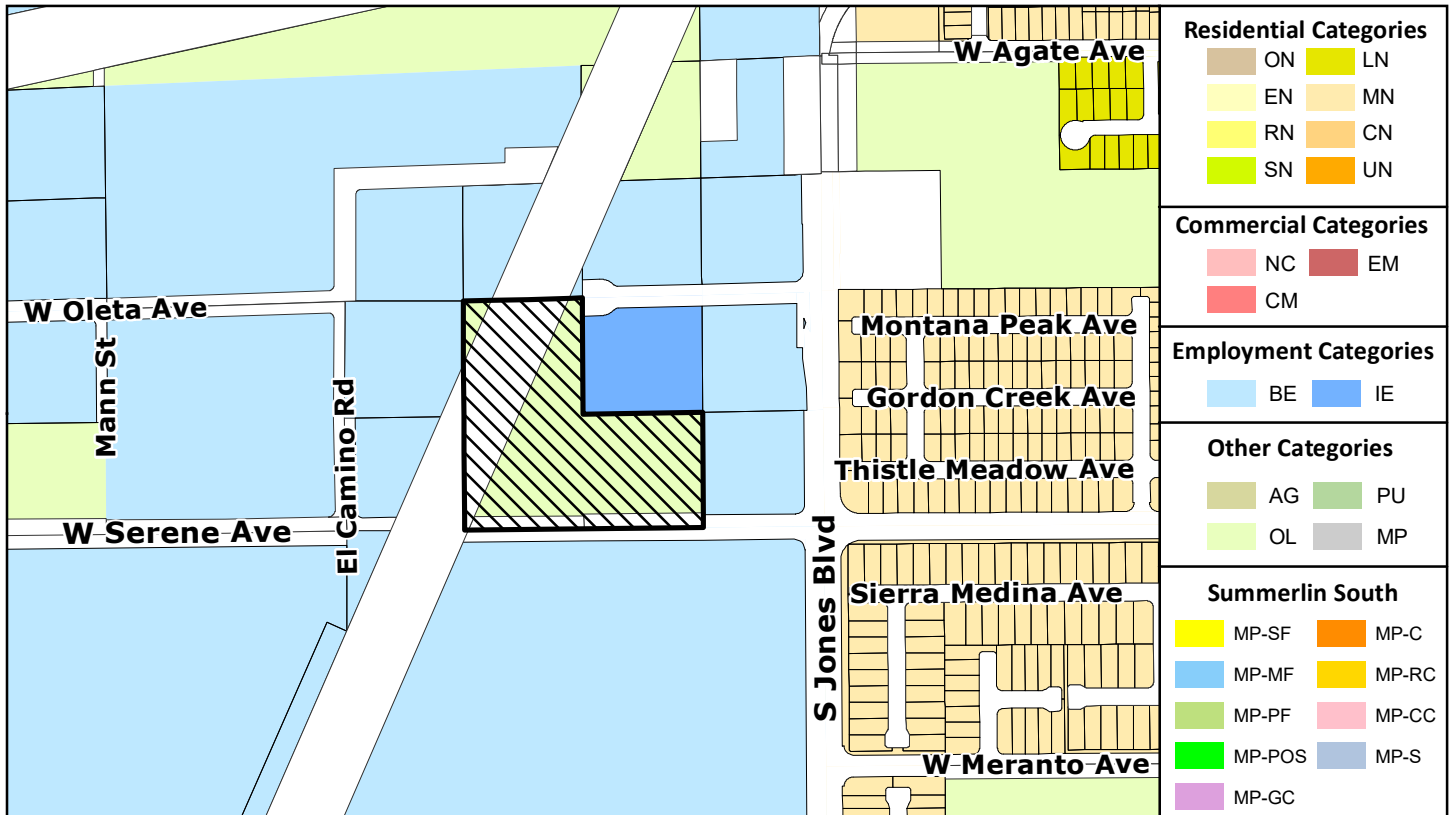 W Agate Ave
W Oleta Ave
Mann St
El Camino Rd
W Serene Ave
Montana Peak Ave
Gordon Creek Ave
Thistle Meadow Ave
S Jones Blvd
Sierra Medina Ave
W Meranto Ave
Residential Categories
ON LN
EN MN
RN CN
SN UN
Commercial Categories
NC EM
CM
Employment Categories
BE IE
Other Categories
AG PU
OL MP
Summerlin South
MP-SF MP-C
MP-MF MP-RC
MP-PF MP-CC
MP-POS MP-S
MP-GC